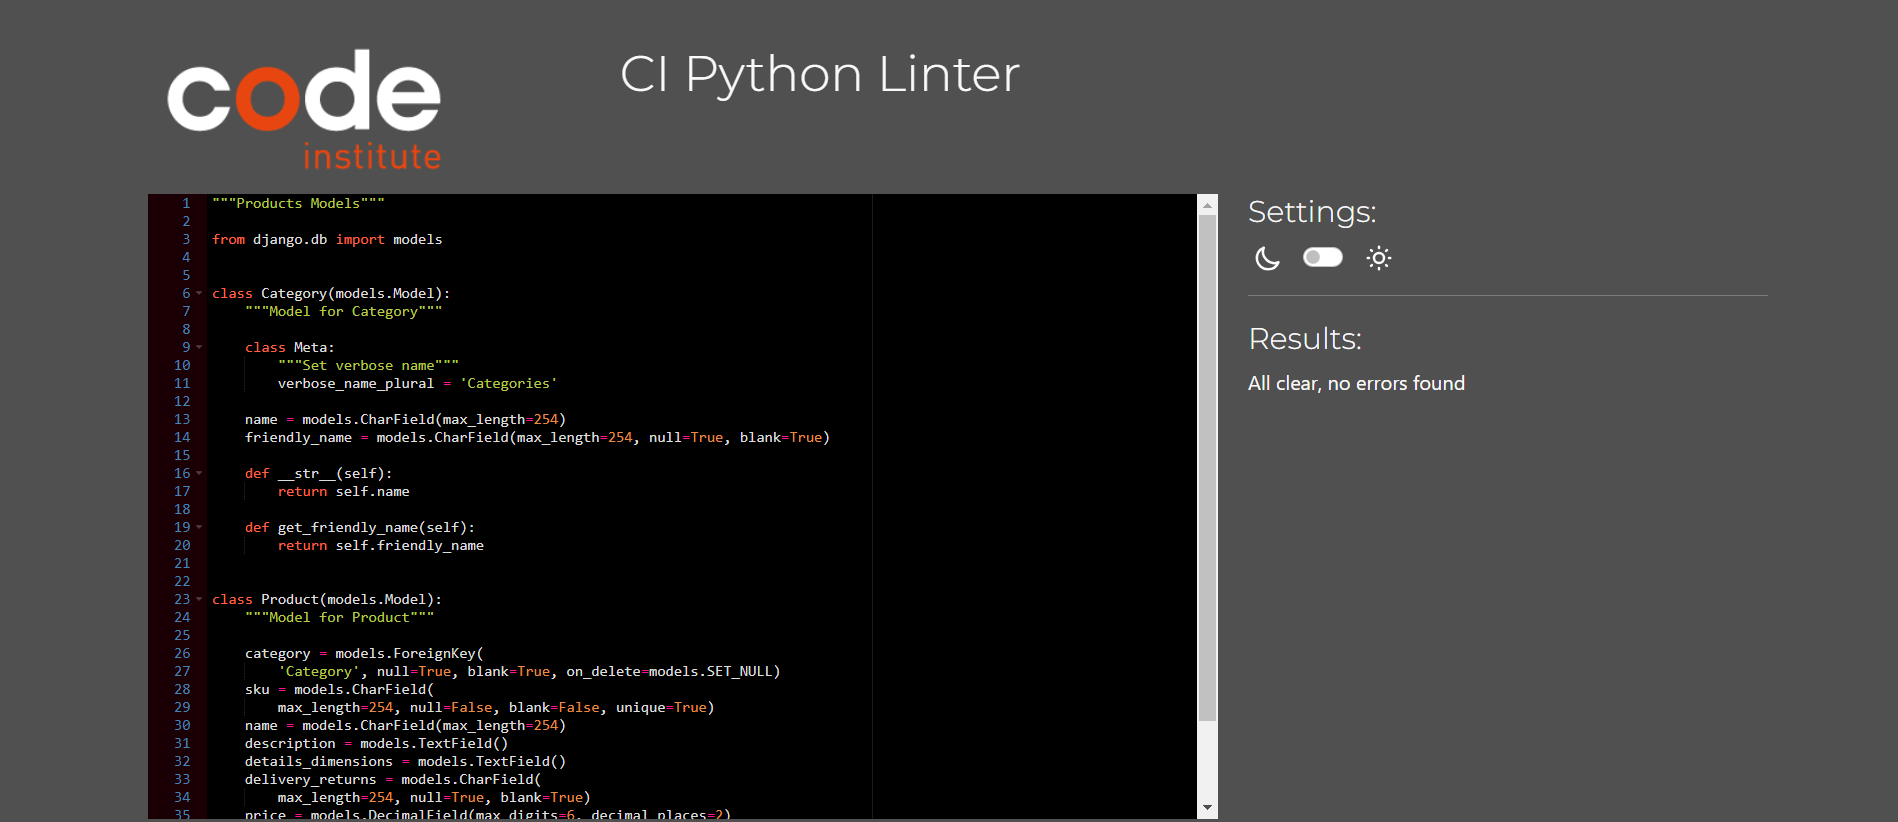 code
institute
CI Python Linter
1 """Products Models"""
2
3 from django.db import models
4
5
6 class Category(models.Model):
7     """Model for Category"""
8
9     class Meta:
10         """Set verbose name"""
11         verbose_name_plural = 'Categories'
12
13     name = models.CharField(max_length=254)
14     friendly_name = models.CharField(max_length=254, null=True, blank=True)
15
16     def __str__(self):
17         return self.name
18
19     def get_friendly_name(self):
20         return self.friendly_name
21
22
23 class Product(models.Model):
24     """Model for Product"""
25
26     category = models.ForeignKey(
27         'Category', null=True, blank=True, on_delete=models.SET_NULL)
28     sku = models.CharField(
29         max_length=254, null=False, blank=False, unique=True)
30     name = models.CharField(max_length=254)
31     description = models.TextField()
32     details_dimensions = models.TextField()
33     delivery_returns = models.CharField(
34         max_length=254, null=True, blank=True)
35     price = models.DecimalField(max_digits=6, decimal_places=2)
Settings:
Results:
All clear, no errors found